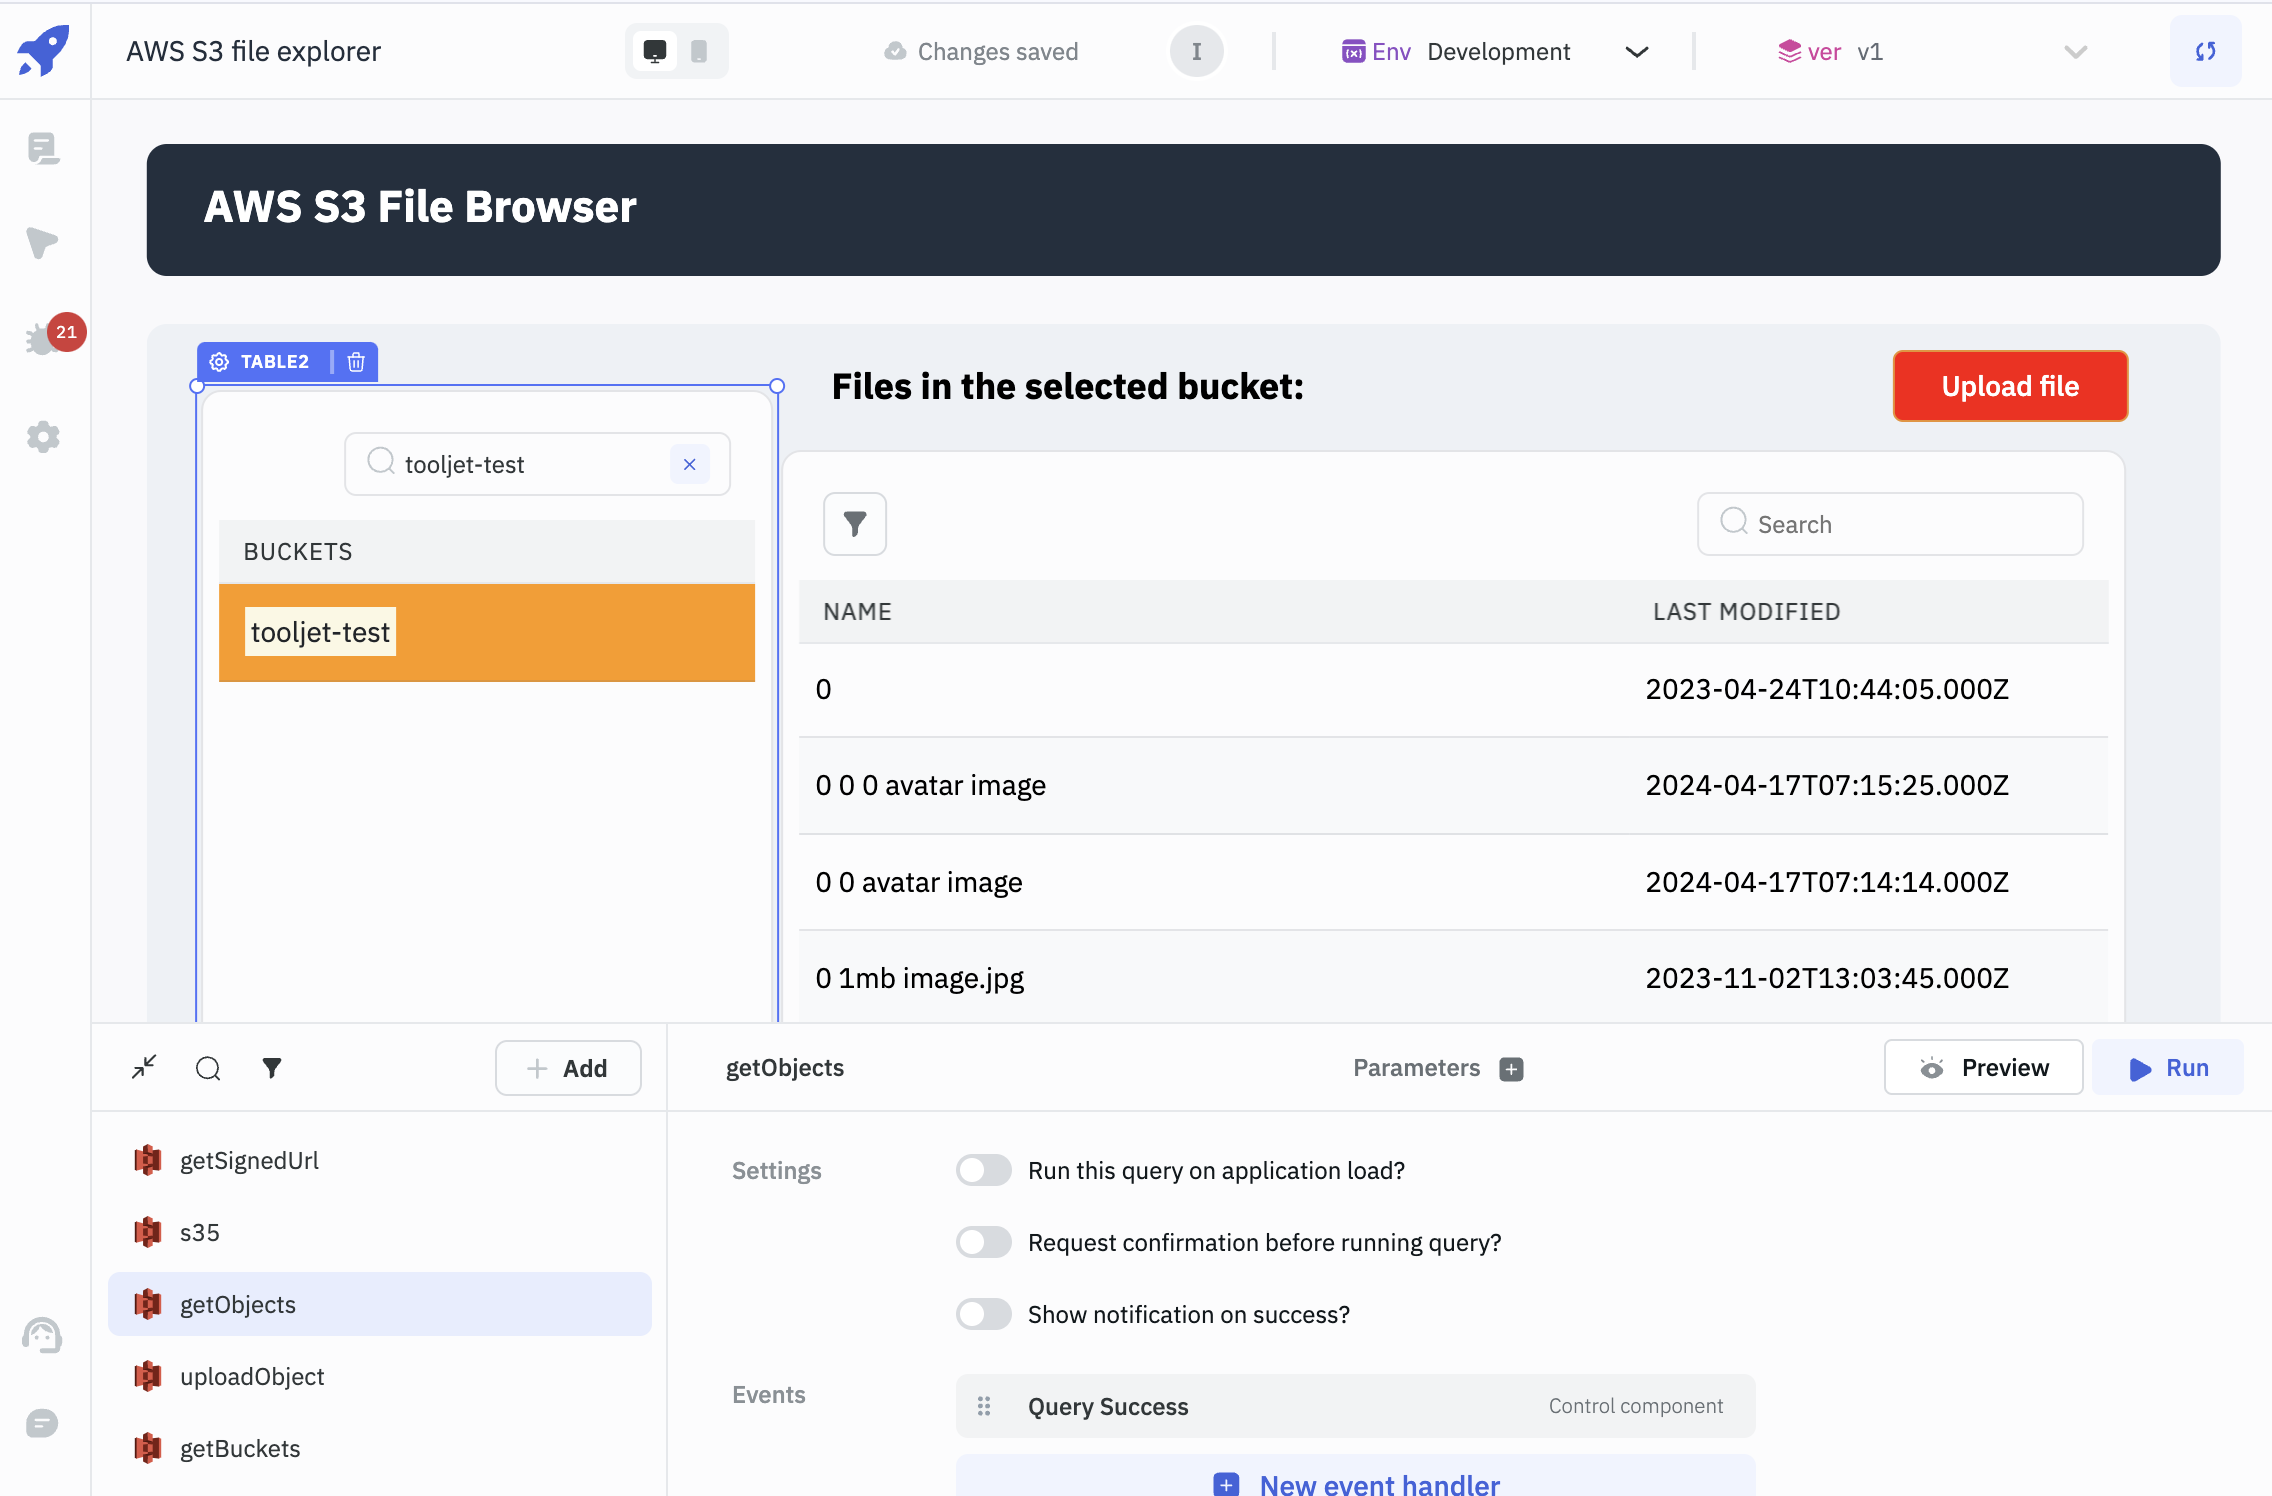 AWS S3 file explorer
Changes saved
I
Env Development
ver v1
AWS S3 File Browser
21
TABLE2
Files in the selected bucket:
Upload file
tooljet-test
Search
BUCKETS
tooljet-test
NAME LAST MODIFIED
0 2023-04-24T10:44:05.000Z
0 0 0 avatar image 2024-04-17T07:15:25.000Z
0 0 avatar image 2024-04-17T07:14:14.000Z
0 1mb image.jpg 2023-11-02T13:03:45.000Z
Add
getObjects
Parameters
Preview
Run
getSignedUrl
s35
getObjects
uploadObject
getBuckets
Settings
Run this query on application load?
Request confirmation before running query?
Show notification on success?
Events
Query Success Control component
New event handler